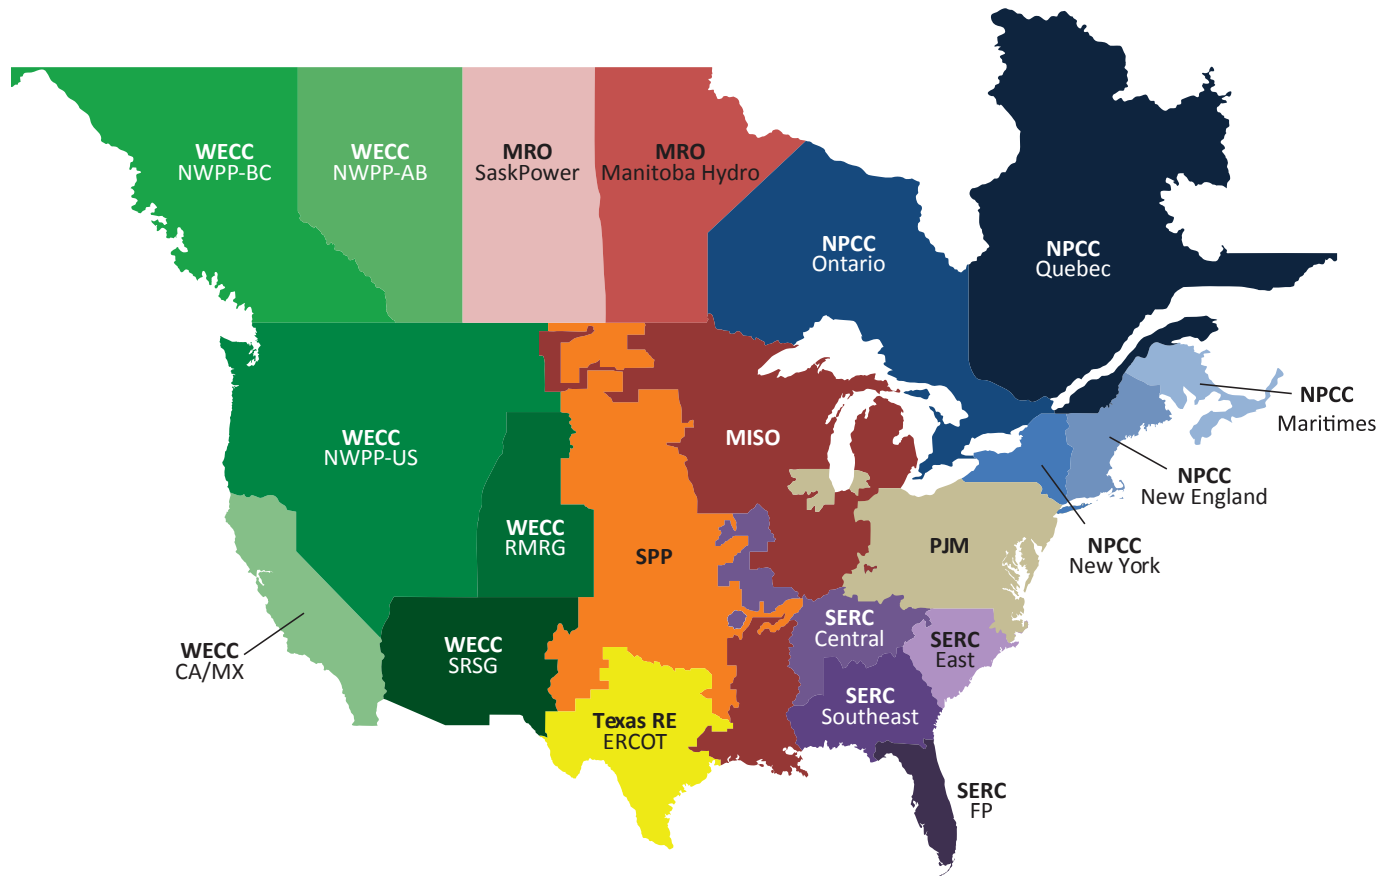 WECC
NWPP-BC
WECC
NWPP-AB
MRO
SaskPower
MRO
Manitoba Hydro
NPCC
Ontario
NPCC
Quebec
NPCC
Maritimes
WECC
NWPP-US
MISO
NPCC
New England
WECC
RMRG
SPP
PJM
NPCC
New York
WECC
CA/MX
WECC
SRSG
SERC
Central
SERC
East
SERC
Southeast
Texas RE
ERCOT
SERC
FP